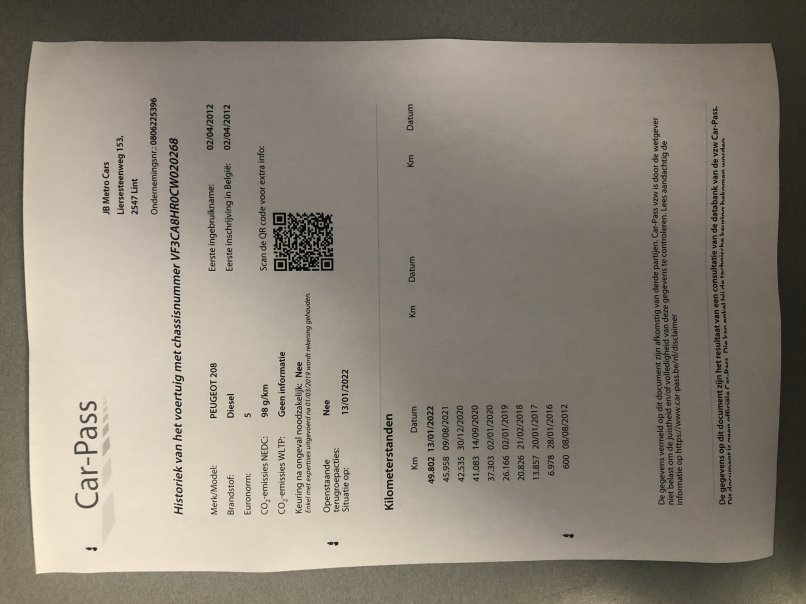 Car-Pass
JB Metro Cars
Liersesteenweg 153,
2547 Lint
Ondernemingsnr.: 0806225396
Historiek van het voertuig met chassisnummer VF3CA8HR0CW020268
Merk/Model: PEUGEOT 208
Brandstof: Diesel
Euronorm: 5
CO2-emissies NEDC: 98 g/km
CO2-emissies WLTP: Geen informatie
Keuring na ongeval noodzakelijk: Nee
Enkel met expertises uitgevoerd na 01/03/2019 wordt rekening gehouden.
Openstaande terugroepacties: Nee
Situatie op: 13/01/2022
Eerste ingebruikname: 02/04/2012
Eerste inschrijving in België: 02/04/2012
Scan de QR code voor extra info:
Kilometerstanden
Km Datum Km Datum Km Datum
49.802 13/01/2022
45.958 09/08/2021
42.535 30/12/2020
41.083 14/09/2020
37.303 02/01/2020
26.166 02/01/2019
20.826 21/02/2018
13.857 20/01/2017
6.978 28/01/2016
600 08/08/2012
De gegevens vermeld op dit document zijn afkomstig van derde partijen. Car-Pass vzw is door de wetgever
niet belast om de juistheid en/of volledigheid van deze gegevens te controleren. Lees aandachtig de
informatie op https://www.car-pass.be/nl/disclaimer
De gegevens op dit document zijn het resultaat van een consultatie van de databank van de vzw Car-Pass.
Dit document is geen officiële Car-Pass. Die kan enkel bij de technische keuring bekomen worden.